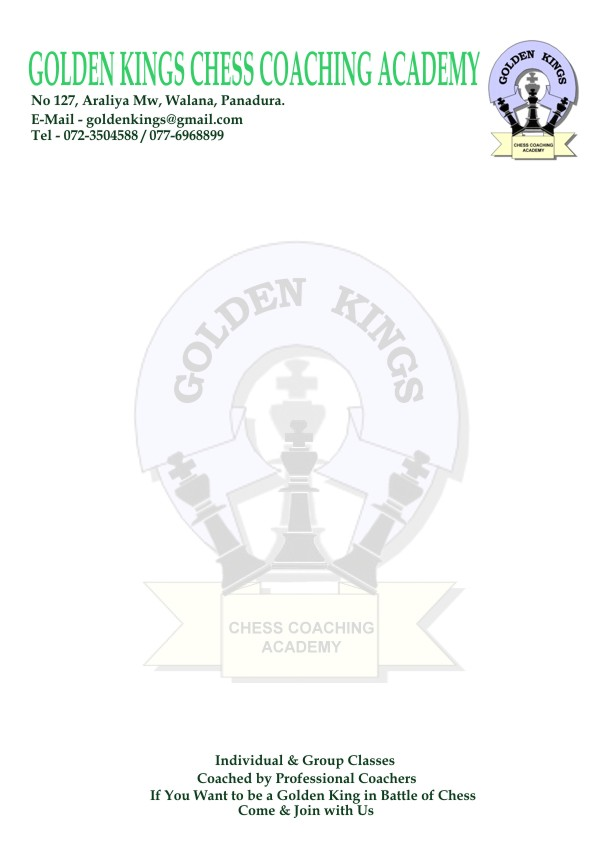 GOLDEN KINGS CHESS COACHING ACADEMY
No 127, Araliya Mw, Walana, Panadura.
E-Mail - goldenkings@gmail.com
Tel - 072-3504588 / 077-6968899
GOLDEN KINGS
CHESS COACHING
ACADEMY
GOLDEN KINGS
CHESS COACHING
ACADEMY
Individual & Group Classes
Coached by Professional Coachers
If You Want to be a Golden King in Battle of Chess
Come & Join with Us